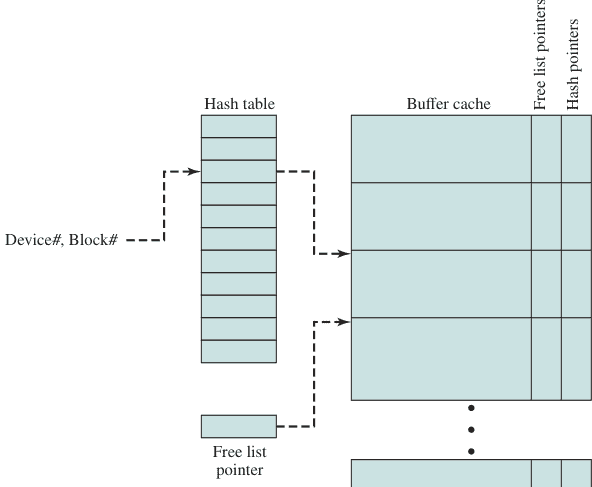 Free list pointers
Hash pointers
Hash table
Buffer cache
Device#, Block#
Free list
pointer